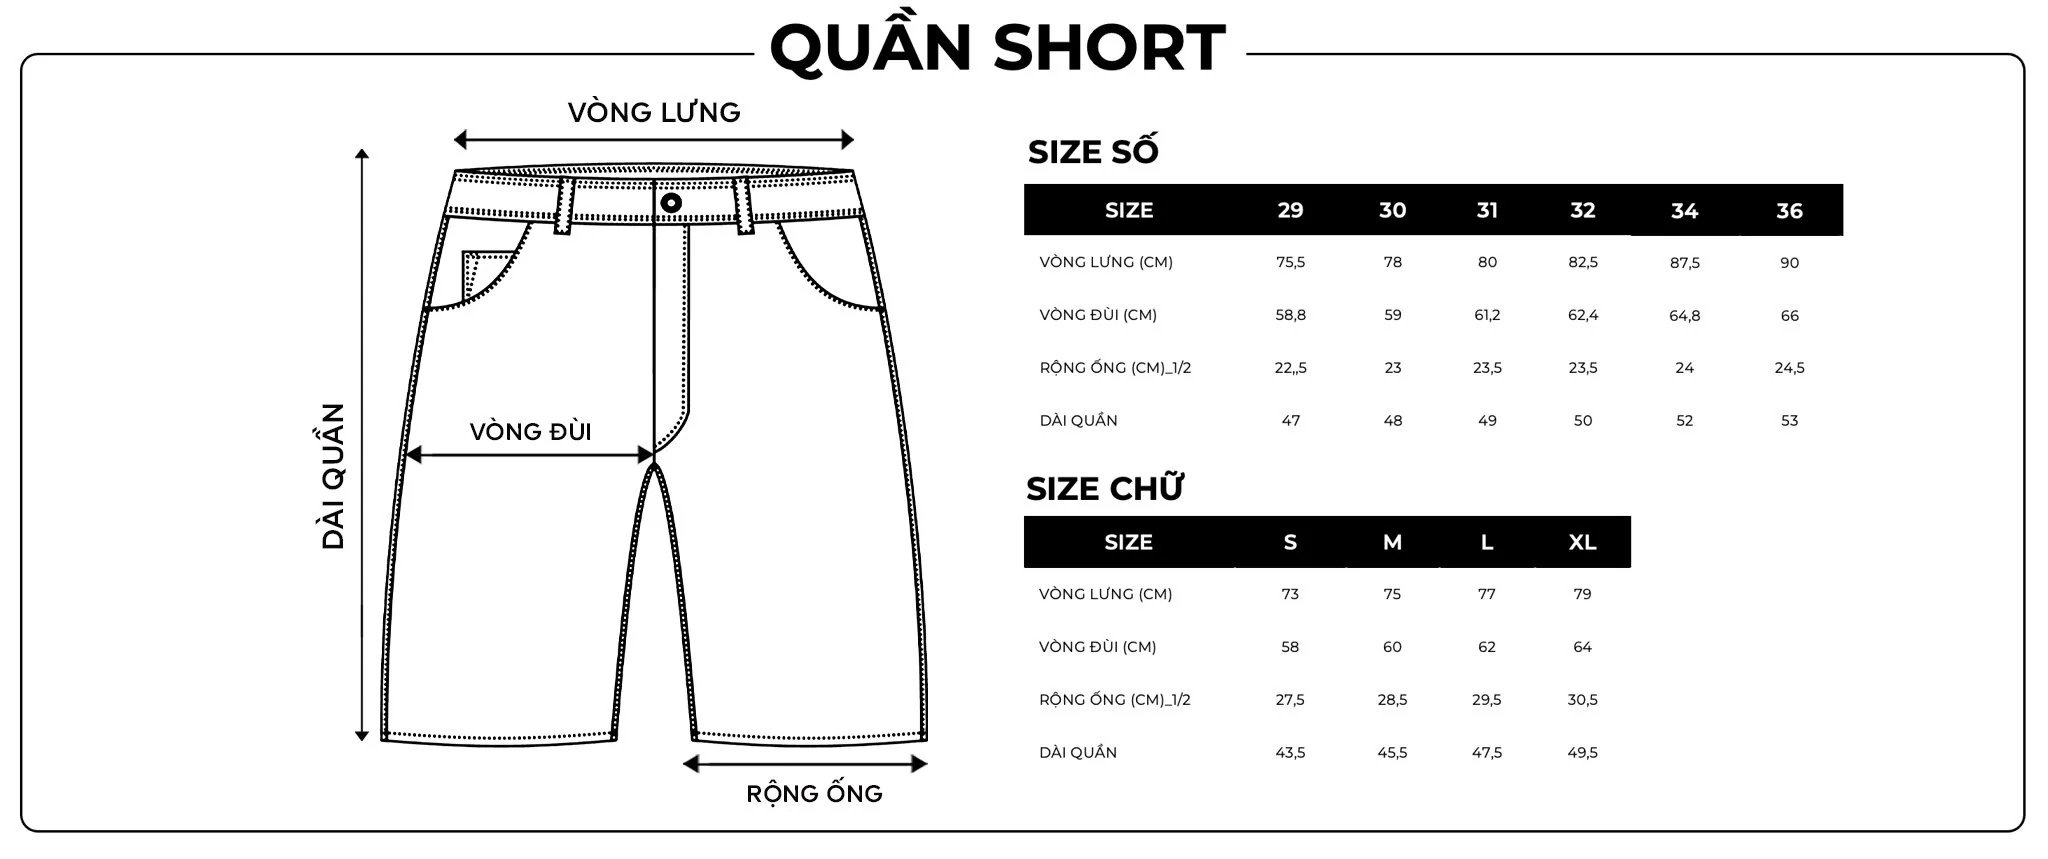 QUẦN SHORT
VÒNG LƯNG
DÀI QUẦN
VÒNG ĐÙI
RỘNG ỐNG
SIZE SỐ
SIZE 29 30 31 32 34 36
VÒNG LƯNG (CM) 75,5 78 80 82,5 87,5 90
VÒNG ĐÙI (CM) 58,8 59 61,2 62,4 64,8 66
RỘNG ỐNG (CM)_1/2 22,,5 23 23,5 23,5 24 24,5
DÀI QUẦN 47 48 49 50 52 53
SIZE CHỮ
SIZE S M L XL
VÒNG LƯNG (CM) 73 75 77 79
VÒNG ĐÙI (CM) 58 60 62 64
RỘNG ỐNG (CM)_1/2 27,5 28,5 29,5 30,5
DÀI QUẦN 43,5 45,5 47,5 49,5